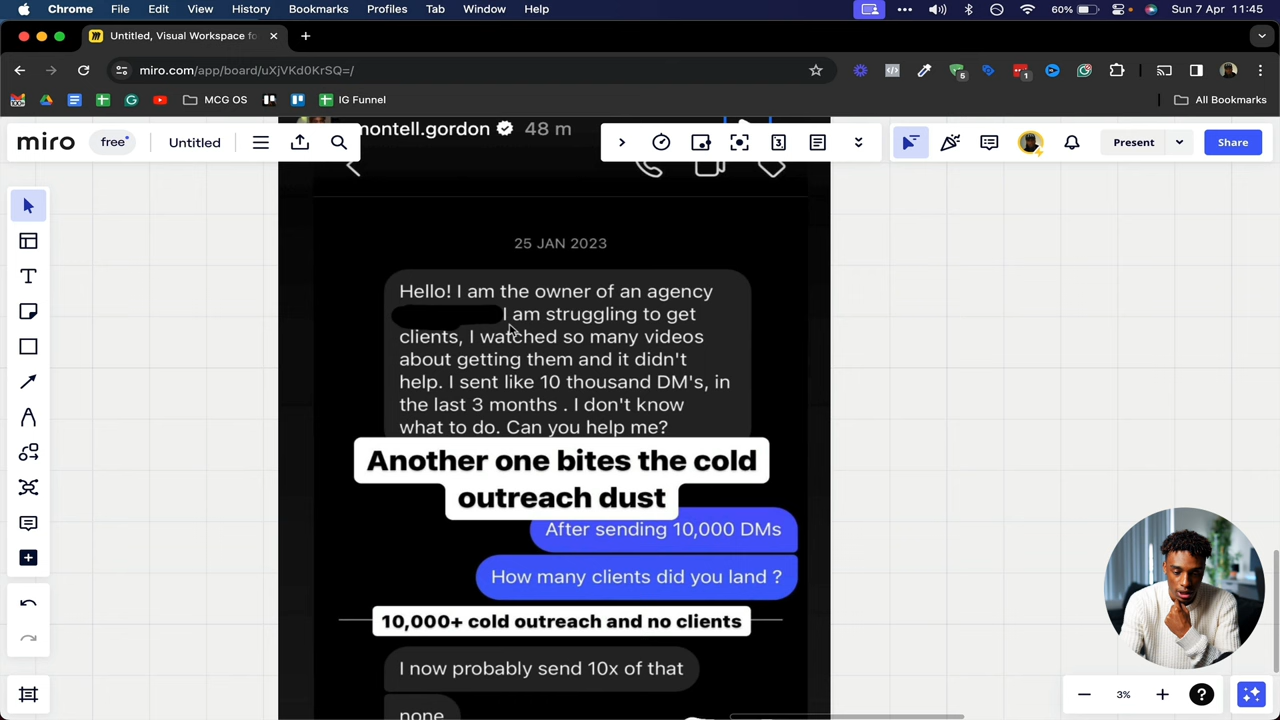 Chrome File Edit View History Bookmarks Profiles Tab Window Help 60% Sun 7 Apr 11:45
Untitled, Visual Workspace fo
miro.com/app/board/uXjVKd0KrSQ=/
5 1
MCG OS IG Funnel All Bookmarks
montell.gordon 48 m
miro free Untitled 3 Present Share
25 JAN 2023
Hello! I am the owner of an agency
I am struggling to get
clients, I watched so many videos
about getting them and it didn't
help. I sent like 10 thousand DM's, in
the last 3 months . I don't know
what to do. Can you help me?
Another one bites the cold
outreach dust
After sending 10,000 DMs
How many clients did you land ?
10,000+ cold outreach and no clients
I now probably send 10x of that
none
3%